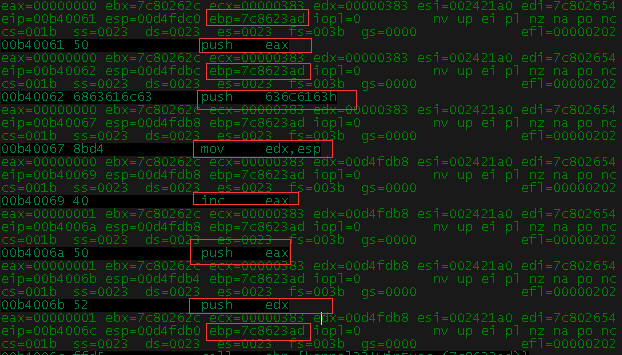 eax=00000000 ebx=7c80262c ecx=00000383 edx=00000383 esi=002421a0 edi=7c802654
eip=00b40061 esp=00d4fdc0 ebp=7c8623ad iopl=0 nv up ei pl nz na po nc
cs=001b ss=0023 ds=0023 es=0023 fs=003b gs=0000 efl=00000202
00b40061 50 push eax
eax=00000000 ebx=7c80262c ecx=00000383 edx=00000383 esi=002421a0 edi=7c802654
eip=00b40062 esp=00d4fdbc ebp=7c8623ad iopl=0 nv up ei pl nz na po nc
cs=001b ss=0023 ds=0023 es=0023 fs=003b gs=0000 efl=00000202
00b40062 6863616c63 push 636C6163h
eax=00000000 ebx=7c80262c ecx=00000383 edx=00000383 esi=002421a0 edi=7c802654
eip=00b40067 esp=00d4fdb8 ebp=7c8623ad iopl=0 nv up ei pl nz na po nc
cs=001b ss=0023 ds=0023 es=0023 fs=003b gs=0000 efl=00000202
00b40067 8bd4 mov edx,esp
eax=00000000 ebx=7c80262c ecx=00000383 edx=00d4fdb8 esi=002421a0 edi=7c802654
eip=00b40069 esp=00d4fdb8 ebp=7c8623ad iopl=0 nv up ei pl nz na po nc
cs=001b ss=0023 ds=0023 es=0023 fs=003b gs=0000 efl=00000202
00b40069 40 inc eax
eax=00000001 ebx=7c80262c ecx=00000383 edx=00d4fdb8 esi=002421a0 edi=7c802654
eip=00b4006a esp=00d4fdb8 ebp=7c8623ad iopl=0 nv up ei pl nz na po nc
cs=001b ss=0023 ds=0023 es=0023 fs=003b gs=0000 efl=00000202
00b4006a 50 push eax
eax=00000001 ebx=7c80262c ecx=00000383 edx=00d4fdb8 esi=002421a0 edi=7c802654
eip=00b4006b esp=00d4fdb4 ebp=7c8623ad iopl=0 nv up ei pl nz na po nc
cs=001b ss=0023 ds=0023 es=0023 fs=003b gs=0000 efl=00000202
00b4006b 52 push edx
eax=00000001 ebx=7c80262c ecx=00000383 edx=00d4fdb8 esi=002421a0 edi=7c802654
eip=00b4006c esp=00d4fdb0 ebp=7c8623ad iopl=0 nv up ei pl nz na po nc
cs=001b ss=0023 ds=0023 es=0023 fs=003b gs=0000 efl=00000202